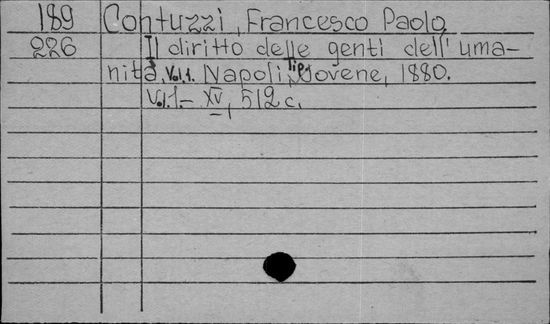 189 Contuzzi, Francesco Paolo
226 Il diritto delle genti dell' uma-
nità, Vol.1. Napoli, Tip. Jovene, 1880.
Vol.1.- XV, 512 c.